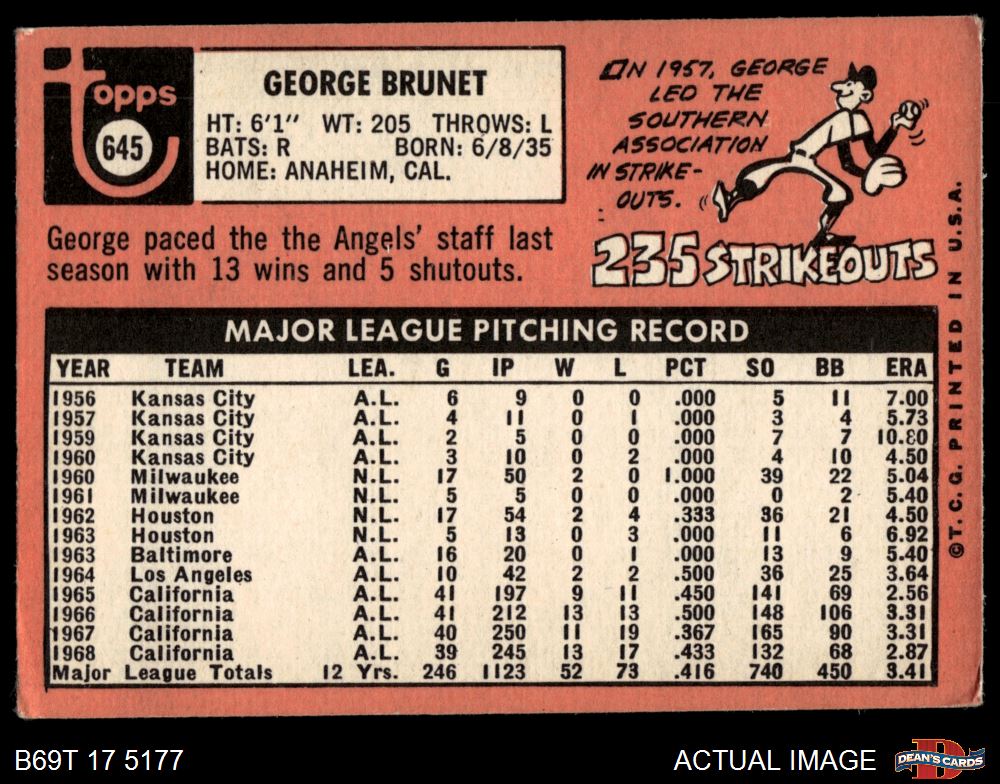 Topps
645
GEORGE BRUNET
HT: 6'1" WT: 205 THROWS: L
BATS: R BORN: 6/8/35
HOME: ANAHEIM, CAL.
George paced the the Angels' staff last
season with 13 wins and 5 shutouts.
ON 1957, GEORGE
LED THE
SOUTHERN
ASSOCIATION
IN STRIKE-
OUTS.
235 STRIKEOUTS
MAJOR LEAGUE PITCHING RECORD
YEAR TEAM LEA. G IP W L PCT SO BB ERA
1956 Kansas City A.L. 6 9 0 0 .000 5 11 7.00
1957 Kansas City A.L. 4 11 0 1 .000 3 4 5.73
1959 Kansas City A.L. 2 5 0 0 .000 7 7 10.80
1960 Kansas City A.L. 3 10 0 2 .000 4 10 4.50
1960 Milwaukee N.L. 17 50 2 0 1.000 39 22 5.04
1961 Milwaukee N.L. 5 5 0 0 .000 0 2 5.40
1962 Houston N.L. 17 54 2 4 .333 36 21 4.50
1963 Houston N.L. 5 13 0 3 .000 11 6 6.92
1963 Baltimore A.L. 16 20 0 1 .000 13 9 5.40
1964 Los Angeles A.L. 10 42 2 2 .500 36 25 3.64
1965 California A.L. 41 197 9 11 .450 141 69 2.56
1966 California A.L. 41 212 13 13 .500 148 106 3.31
1967 California A.L. 40 250 11 19 .367 165 90 3.31
1968 California A.L. 39 245 13 17 .433 132 68 2.87
Major League Totals 12 Yrs. 246 1123 52 73 .416 740 450 3.41
©T.C.G. PRINTED IN U.S.A.
B69T 17 5177
ACTUAL IMAGE
D
DEAN'S CARDS